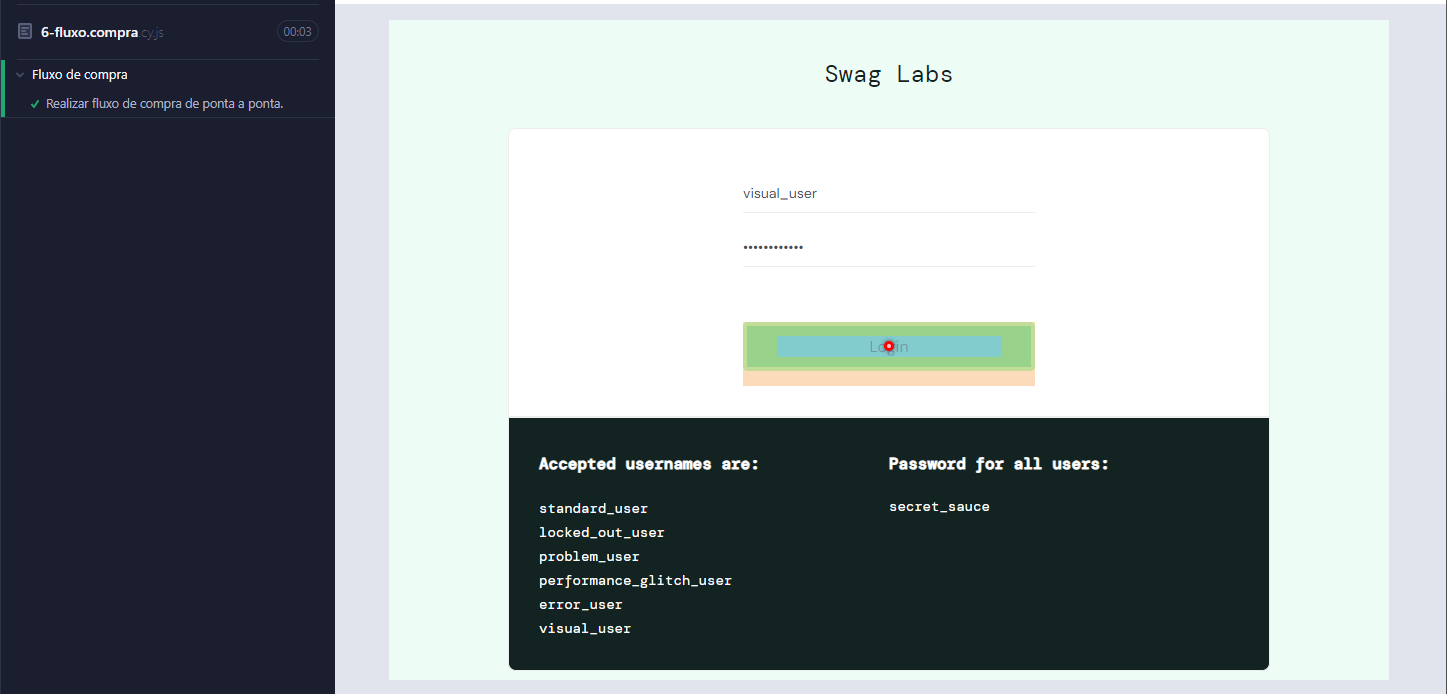 6-fluxo.compra.cy.js 00:03
Fluxo de compra
Realizar fluxo de compra de ponta a ponta.
Swag Labs
visual_user
••••••••••••
Login
Accepted usernames are:
standard_user
locked_out_user
problem_user
performance_glitch_user
error_user
visual_user
Password for all users:
secret_sauce